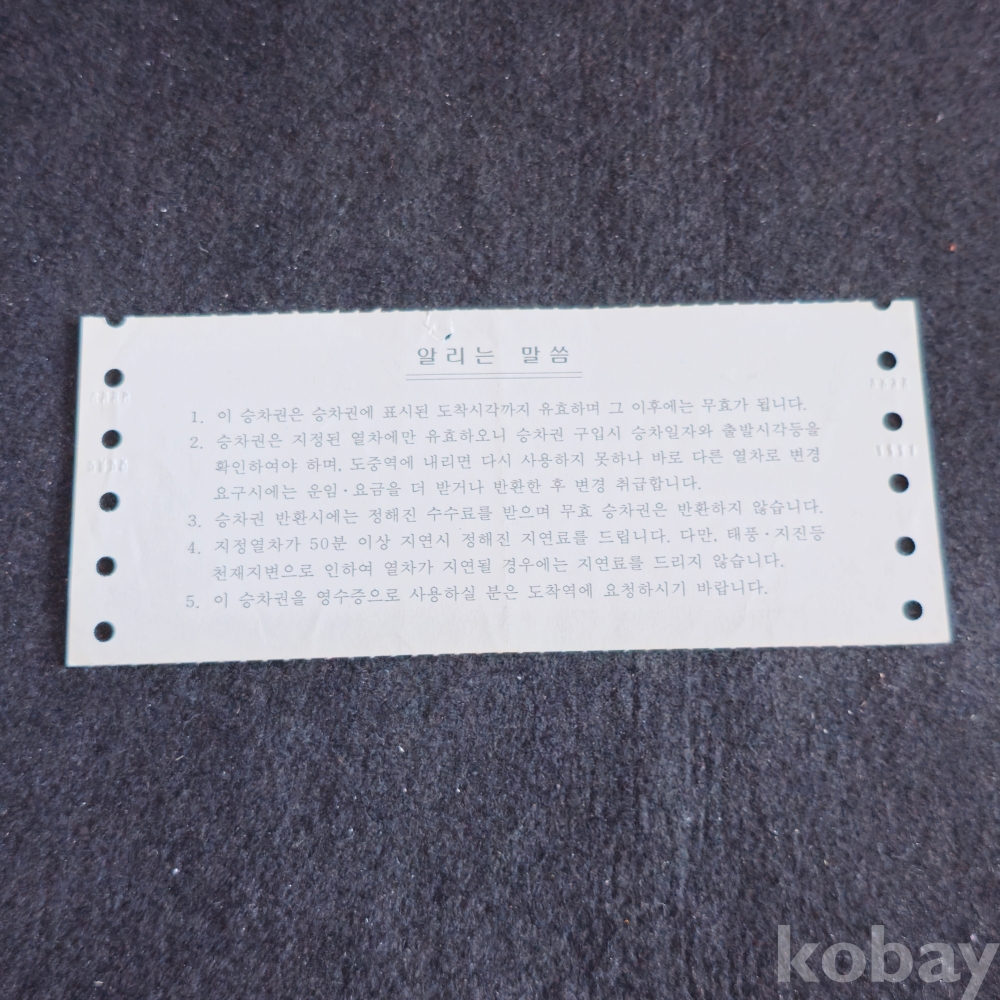 알리는 말씀
1. 이 승차권은 승차권에 표시된 도착시각까지 유효하며 그 이후에는 무효가 됩니다.
2. 승차권은 지정된 열차에만 유효하오니 승차권 구입시 승차일자와 출발시각등을
확인하여야 하며, 도중역에 내리면 다시 사용하지 못하나 바로 다른 열차로 변경
요구시에는 운임·요금을 더 받거나 반환한 후 변경 취급합니다.
3. 승차권 반환시에는 정해진 수수료를 받으며 무효 승차권은 반환하지 않습니다.
4. 지정열차가 50분 이상 지연시 정해진 지연료를 드립니다. 다만, 태풍·지진등
천재지변으로 인하여 열차가 지연될 경우에는 지연료를 드리지 않습니다.
5. 이 승차권을 영수증으로 사용하실 분은 도착역에 요청하시기 바랍니다.
kobay